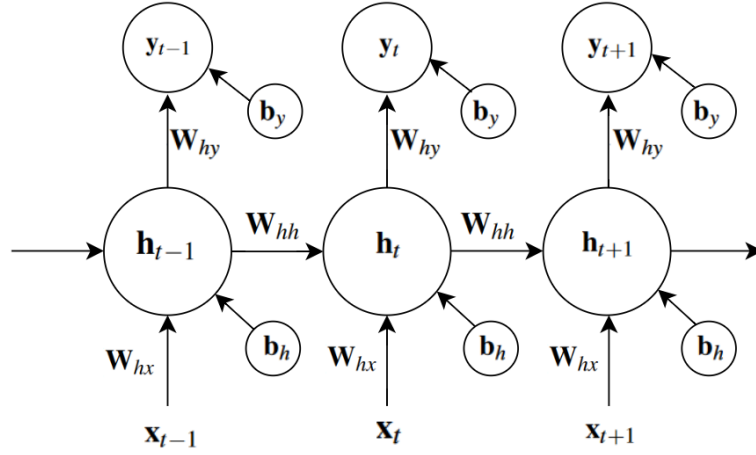 y_{t−1} y_t y_{t+1}
b_y b_y b_y
W_{hy} W_{hy} W_{hy}
W_{hh} W_{hh}
h_{t−1} h_t h_{t+1}
b_h b_h b_h
W_{hx} W_{hx} W_{hx}
x_{t−1} x_t x_{t+1}